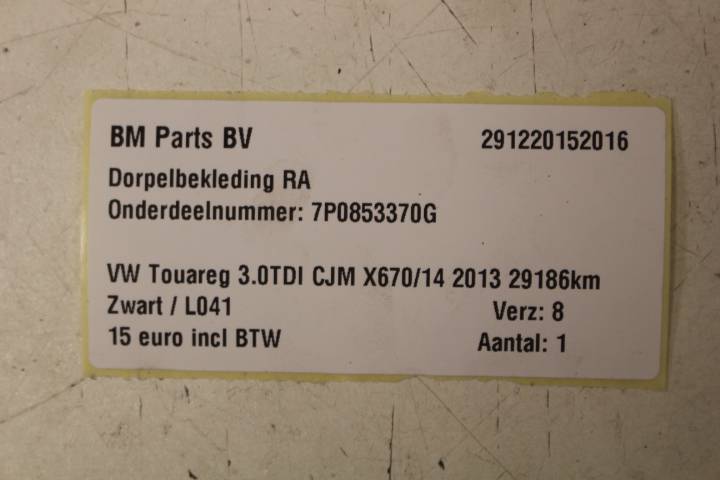 BM Parts BV 291220152016
Dorpelbekleding RA
Onderdeelnummer: 7P0853370G
VW Touareg 3.0TDI CJM X670/14 2013 29186km
Zwart / L041 Verz: 8
15 euro incl BTW Aantal: 1